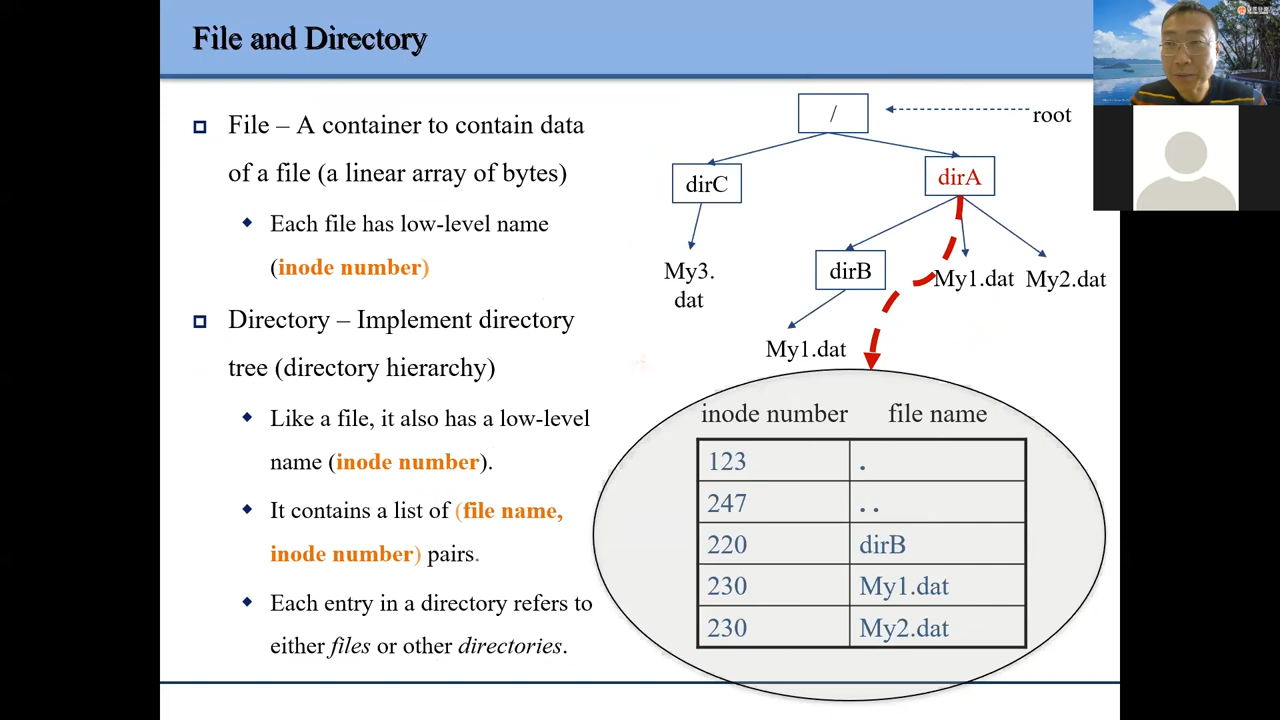 File and Directory
File – A container to contain data
of a file (a linear array of bytes)
Each file has low-level name
(inode number)
Directory – Implement directory
tree (directory hierarchy)
Like a file, it also has a low-level
name (inode number).
It contains a list of (file name,
inode number) pairs.
Each entry in a directory refers to
either files or other directories.
/
root
dirC
dirA
My3.
dat
dirB
My1.dat
My2.dat
My1.dat
inode number file name
123 .
247 ..
220 dirB
230 My1.dat
230 My2.dat